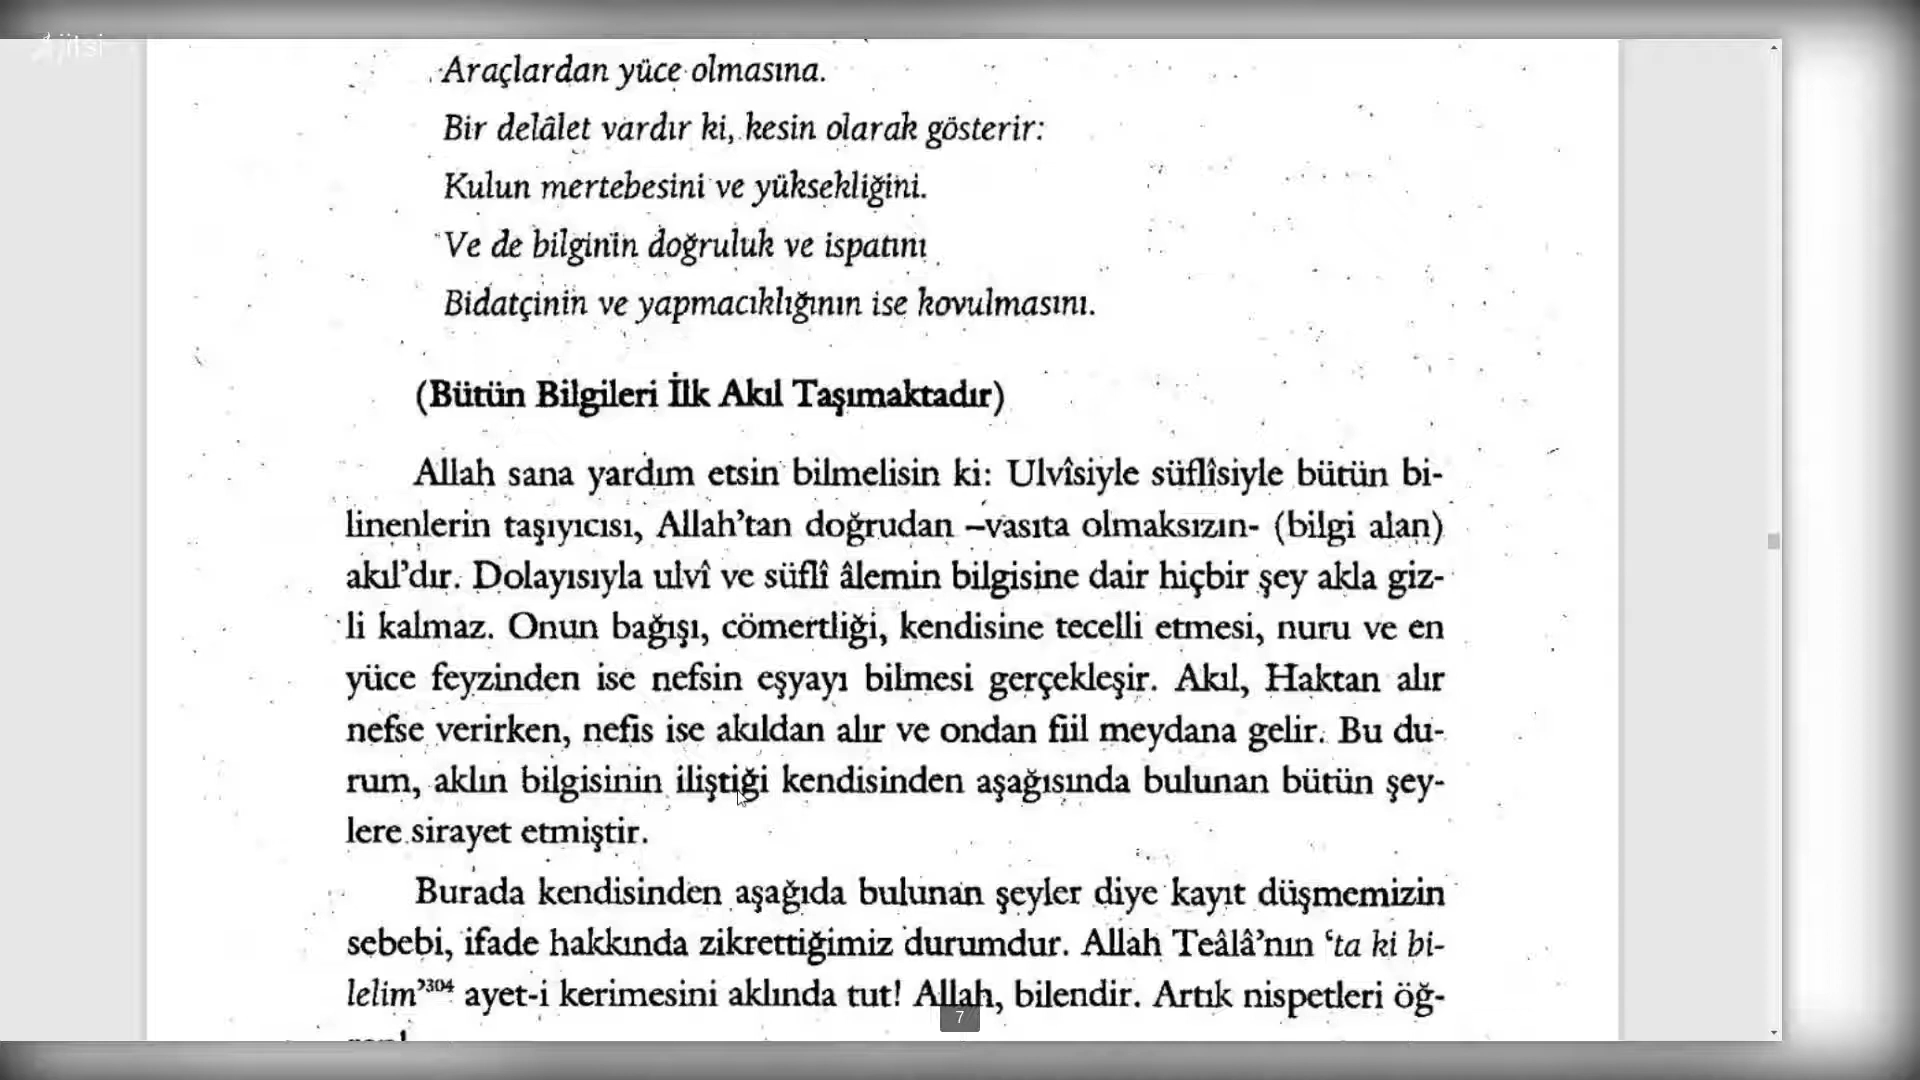 jitsi
Araçlardan yüce olmasına.
Bir delâlet vardır ki, kesin olarak gösterir:
Kulun mertebesini ve yüksekliğini.
Ve de bilginin doğruluk ve ispatını
Bidatçinin ve yapmacıklığının ise kovulmasını.
(Bütün Bilgileri İlk Akıl Taşımaktadır)
Allah sana yardım etsin bilmelisin ki: Ulvîsiyle süflîsiyle bütün bi-
linenlerin taşıyıcısı, Allah’tan doğrudan –vasıta olmaksızın- (bilgi alan)
akıl’dır. Dolayısıyla ulvî ve süflî âlemin bilgisine dair hiçbir şey akla giz-
li kalmaz. Onun bağışı, cömertliği, kendisine tecelli etmesi, nuru ve en
yüce feyzinden ise nefsin eşyayı bilmesi gerçekleşir. Akıl, Haktan alır
nefse verirken, nefis ise akıldan alır ve ondan fiil meydana gelir. Bu du-
rum, aklın bilgisinin iliştiği kendisinden aşağısında bulunan bütün şey-
lere sirayet etmiştir.
Burada kendisinden aşağıda bulunan şeyler diye kayıt düşmemizin
sebebi, ifade hakkında zikrettiğimiz durumdur. Allah Teâlâ’nın ‘ta ki bi-
lelim’³⁰⁴ ayet-i kerimesini aklında tut! Allah, bilendir. Artık nispetleri öğ-
7